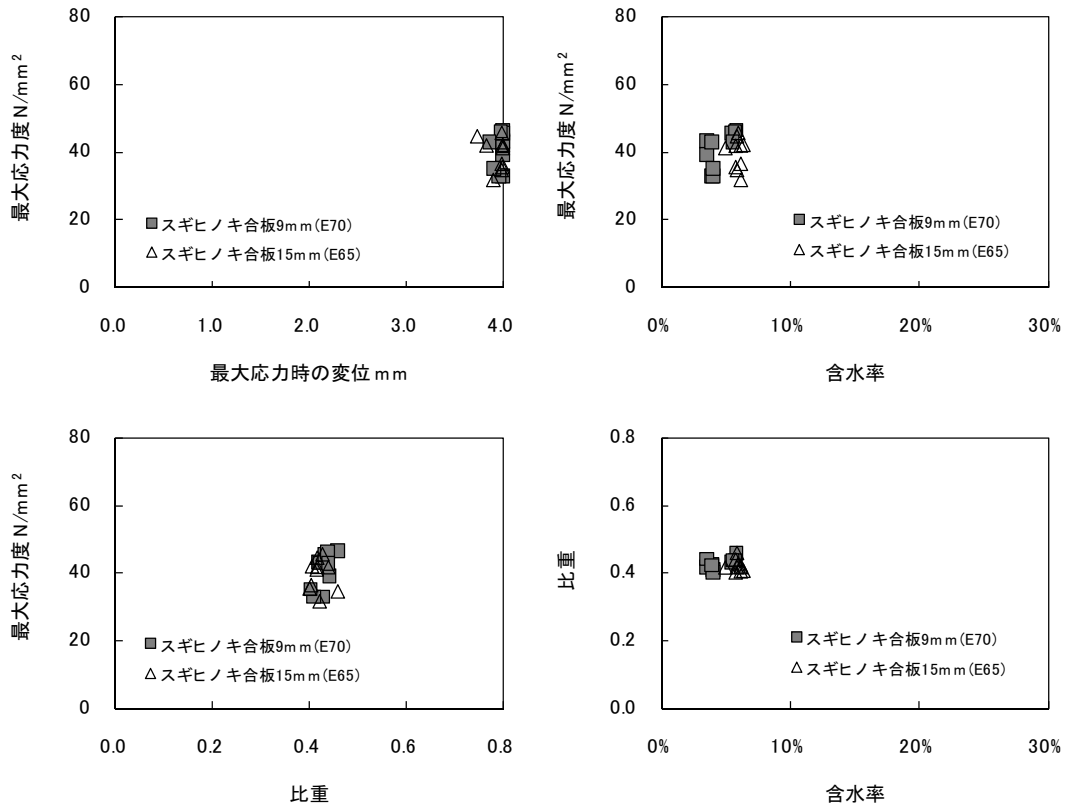 最大応力度 N/mm²
80
60
40
20
0
■ スギヒノキ合板9mm(E70)
△ スギヒノキ合板15mm(E65)
0.0 1.0 2.0 3.0 4.0
最大応力時の変位 mm
最大応力度 N/mm²
80
60
40
20
0
■ スギヒノキ合板9mm(E70)
△ スギヒノキ合板15mm(E65)
0% 10% 20% 30%
含水率
最大応力度 N/mm²
80
60
40
20
0
■ スギヒノキ合板9mm(E70)
△ スギヒノキ合板15mm(E65)
0.0 0.2 0.4 0.6 0.8
比重
比重
0.8
0.6
0.4
0.2
0.0
■ スギヒノキ合板9mm(E70)
△ スギヒノキ合板15mm(E65)
0% 10% 20% 30%
含水率